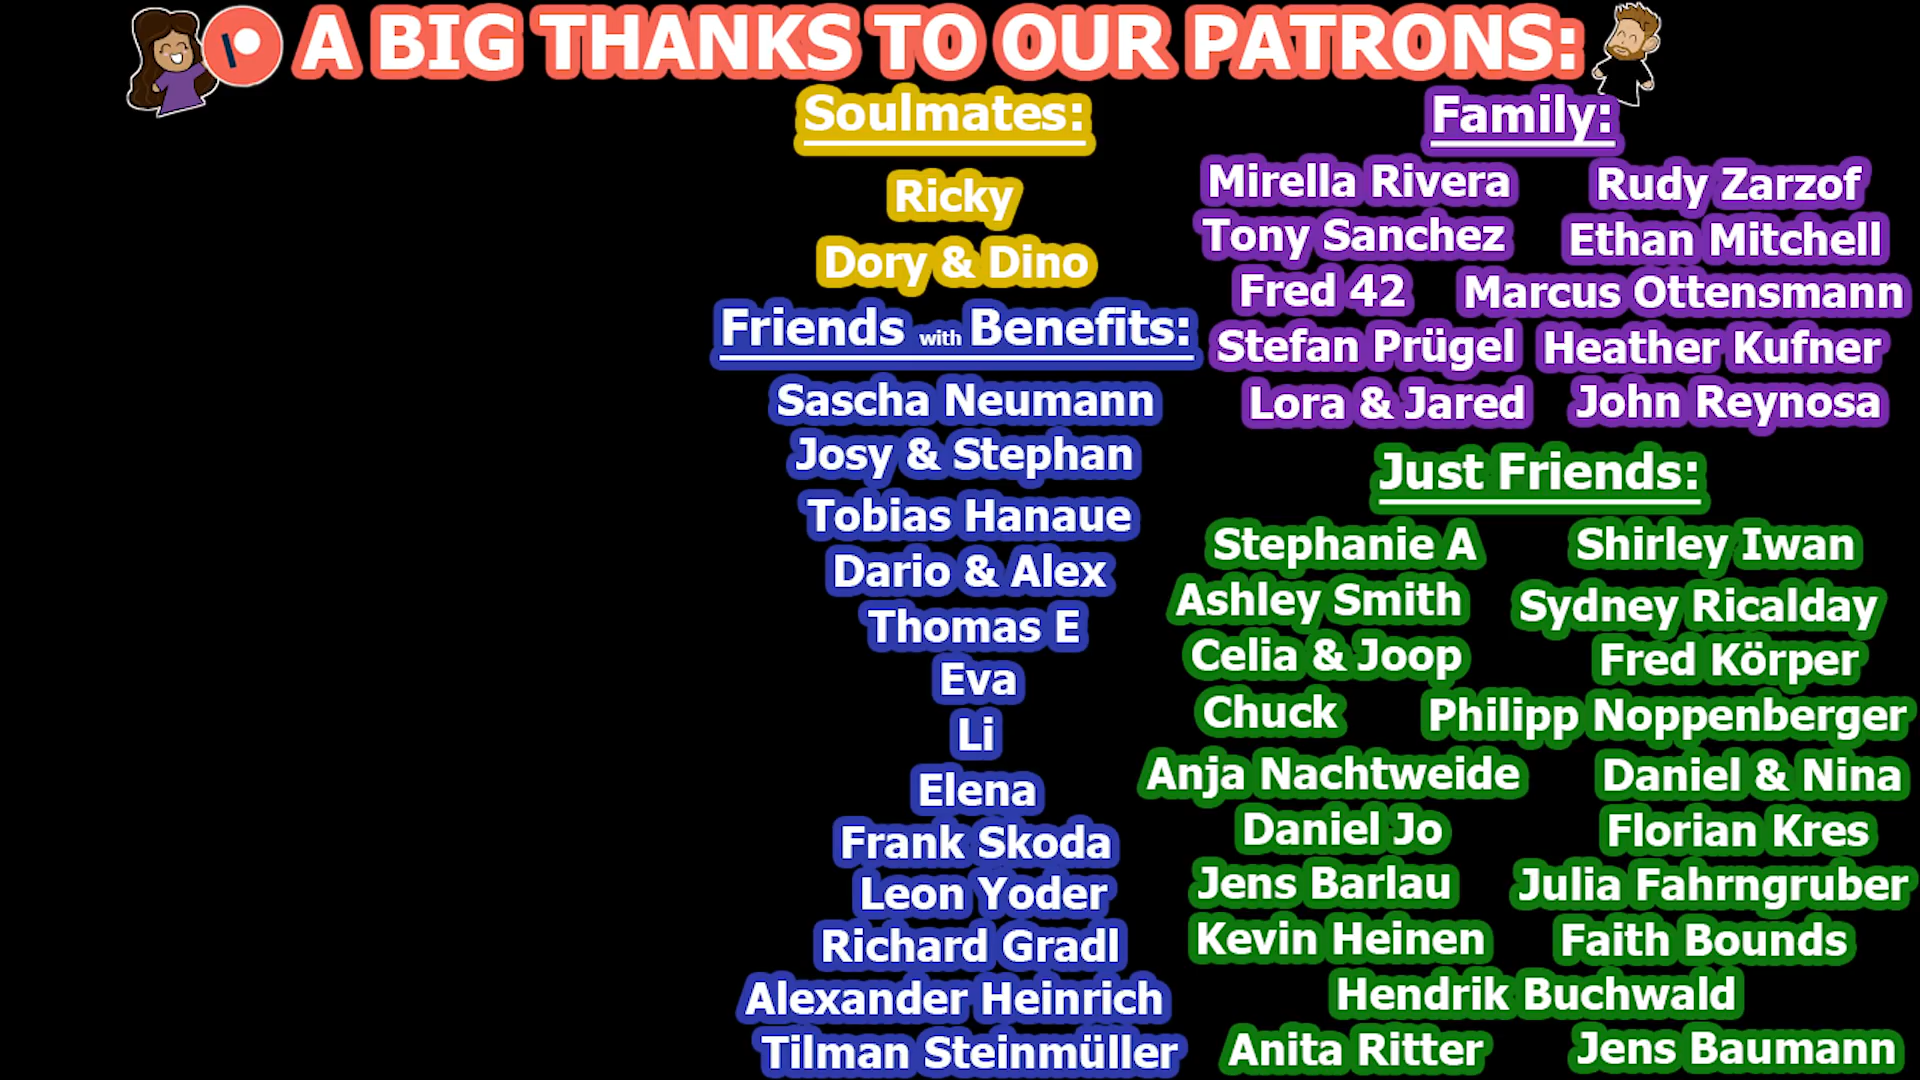 A BIG THANKS TO OUR PATRONS:
Soulmates:
Ricky
Dory & Dino
Friends with Benefits:
Sascha Neumann
Josy & Stephan
Tobias Hanaue
Dario & Alex
Thomas E
Eva
Li
Elena
Frank Skoda
Leon Yoder
Richard Gradl
Alexander Heinrich
Tilman Steinmüller
Family:
Mirella Rivera Rudy Zarzof
Tony Sanchez Ethan Mitchell
Fred 42 Marcus Ottensmann
Stefan Prügel Heather Kufner
Lora & Jared John Reynosa
Just Friends:
Stephanie A Shirley Iwan
Ashley Smith Sydney Ricalday
Celia & Joop Fred Körper
Chuck Philipp Noppenberger
Anja Nachtweide Daniel & Nina
Daniel Jo Florian Kres
Jens Barlau Julia Fahrngruber
Kevin Heinen Faith Bounds
Hendrik Buchwald
Anita Ritter Jens Baumann